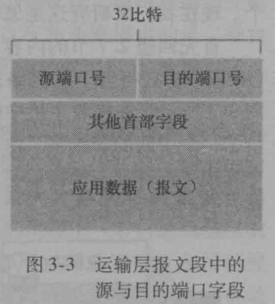 32比特
源端口号 目的端口号
其他首部字段
应用数据（报文）
图 3-3 运输层报文段中的
源与目的端口字段